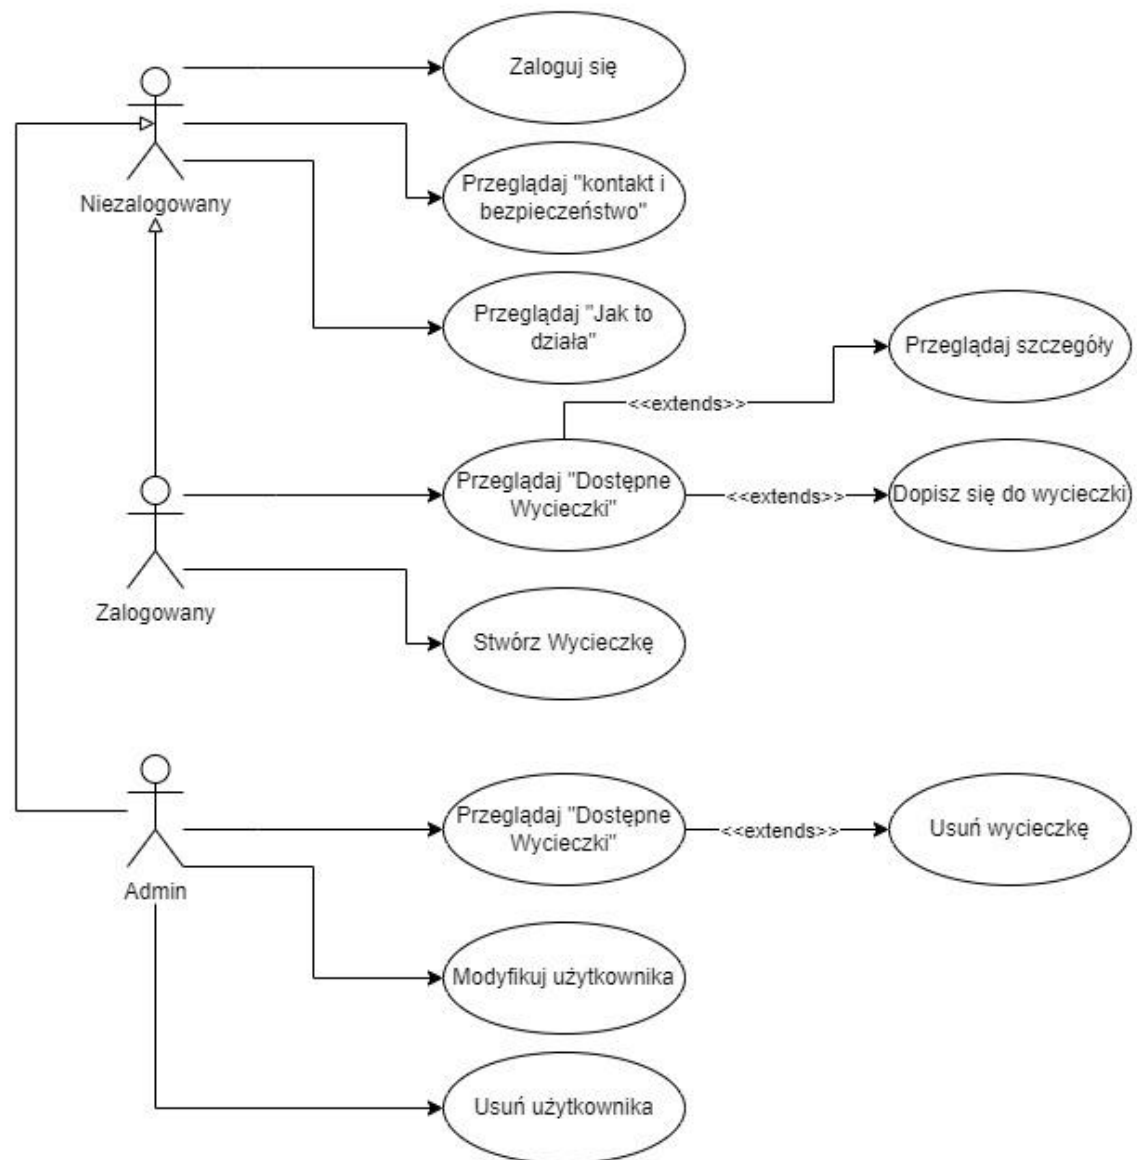 Zaloguj się
Niezalogowany
Przeglądaj "kontakt i
bezpieczeństwo"
Przeglądaj "Jak to
działa"
Przeglądaj szczegóły
<<extends>>
Przeglądaj "Dostępne
Wycieczki"
<<extends>>
Dopisz się do wycieczki
Zalogowany
Stwórz Wycieczkę
Przeglądaj "Dostępne
Wycieczki"
<<extends>>
Usuń wycieczkę
Admin
Modyfikuj użytkownika
Usuń użytkownika